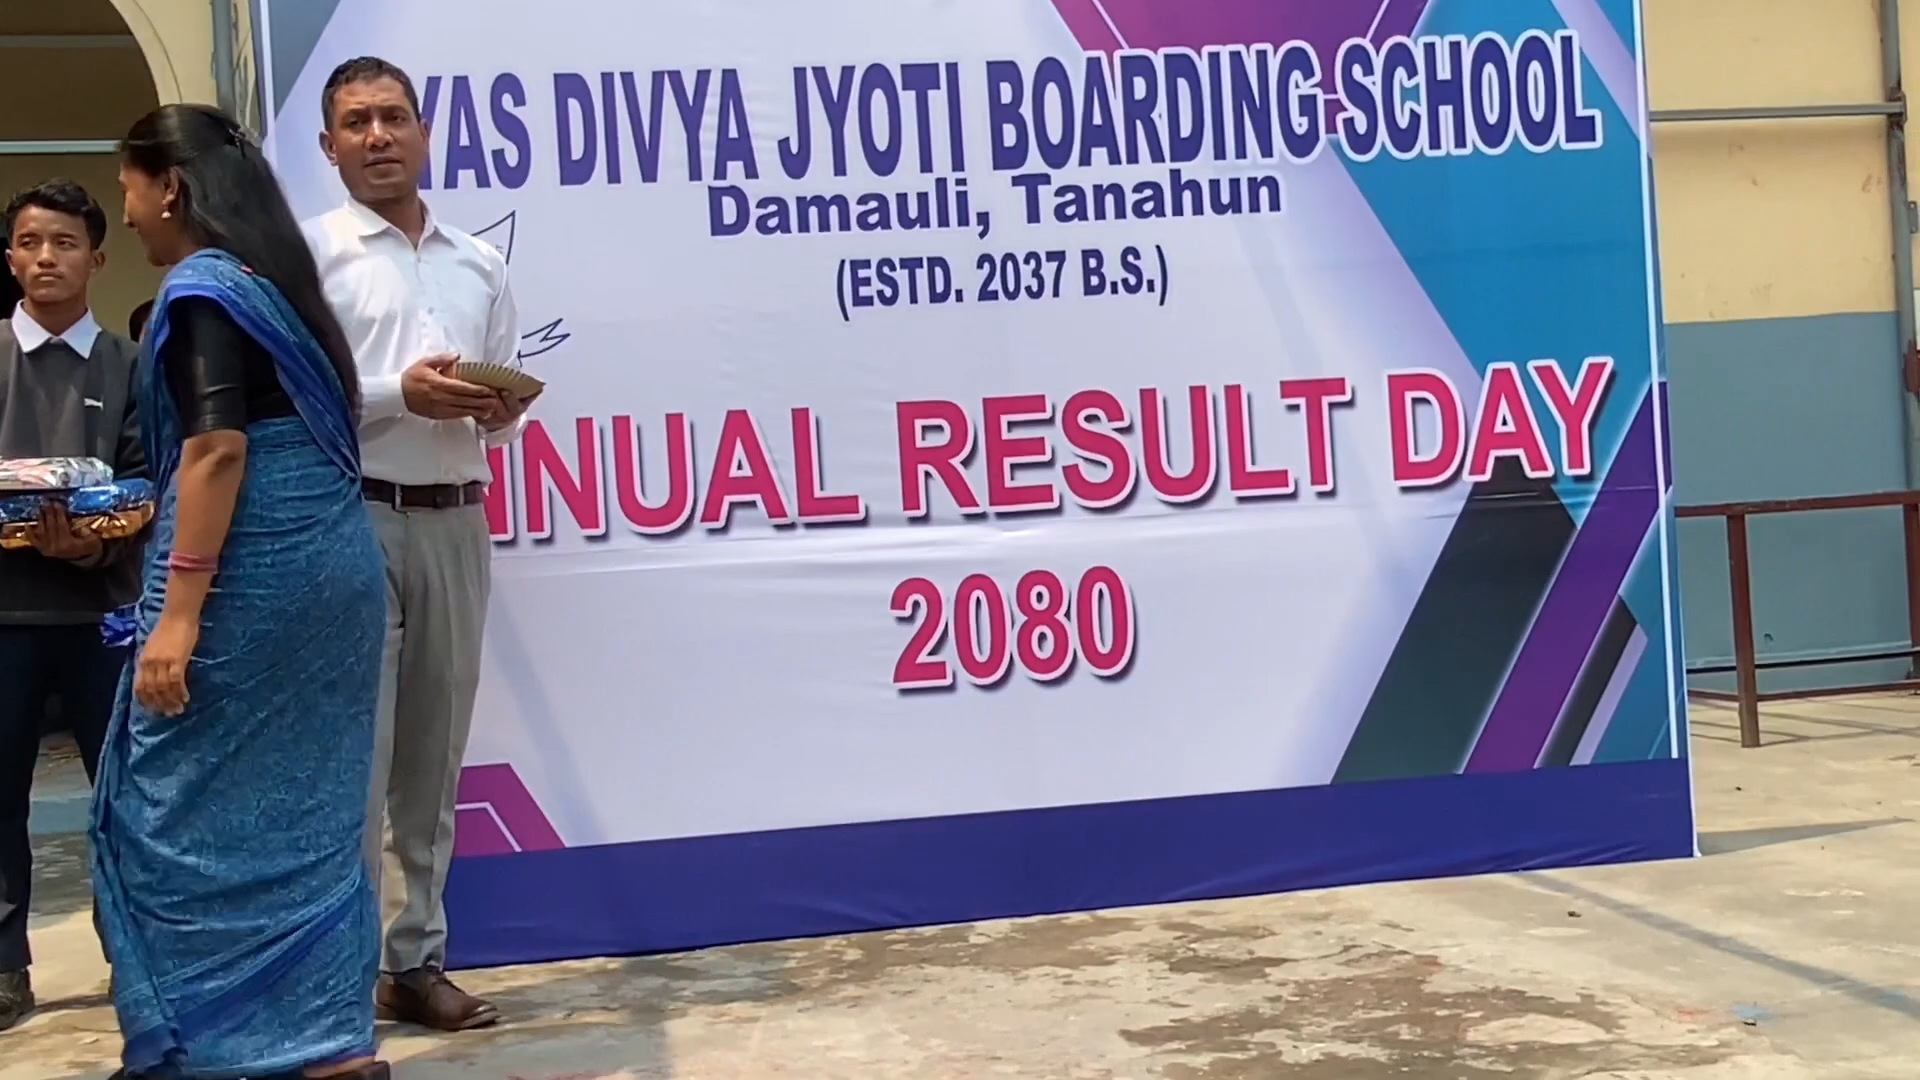 YAS DIVYA JYOTI BOARDING SCHOOL
Damauli, Tanahun
(ESTD. 2037 B.S.)
NNUAL RESULT DAY
2080